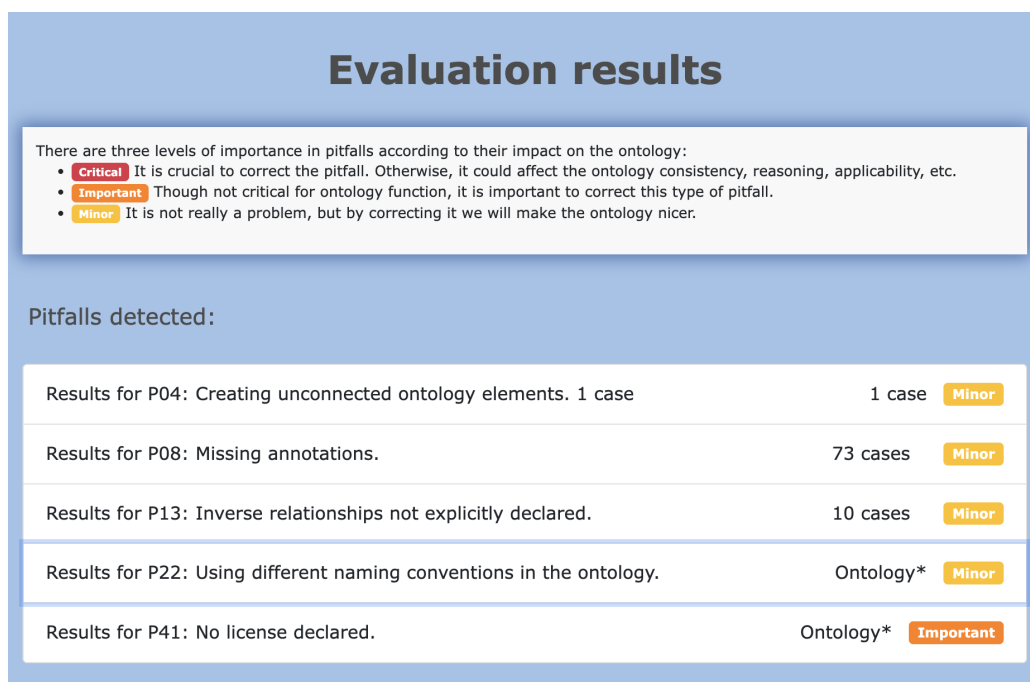 Evaluation results
There are three levels of importance in pitfalls according to their impact on the ontology:
• Critical It is crucial to correct the pitfall. Otherwise, it could affect the ontology consistency, reasoning, applicability, etc.
• Important Though not critical for ontology function, it is important to correct this type of pitfall.
• Minor It is not really a problem, but by correcting it we will make the ontology nicer.
Pitfalls detected:
Results for P04: Creating unconnected ontology elements. 1 case 1 case Minor
Results for P08: Missing annotations. 73 cases Minor
Results for P13: Inverse relationships not explicitly declared. 10 cases Minor
Results for P22: Using different naming conventions in the ontology. Ontology* Minor
Results for P41: No license declared. Ontology* Important